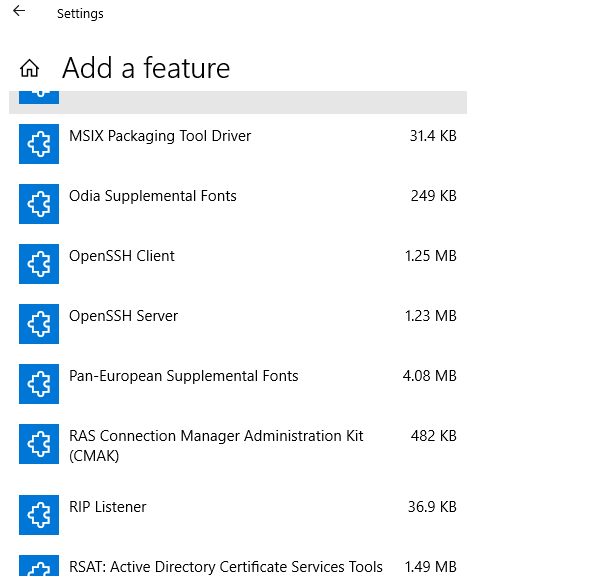 Settings
Add a feature
MSIX Packaging Tool Driver 31.4 KB
Odia Supplemental Fonts 249 KB
OpenSSH Client 1.25 MB
OpenSSH Server 1.23 MB
Pan-European Supplemental Fonts 4.08 MB
RAS Connection Manager Administration Kit 482 KB
(CMAK)
RIP Listener 36.9 KB
RSAT: Active Directory Certificate Services Tools 1.49 MB